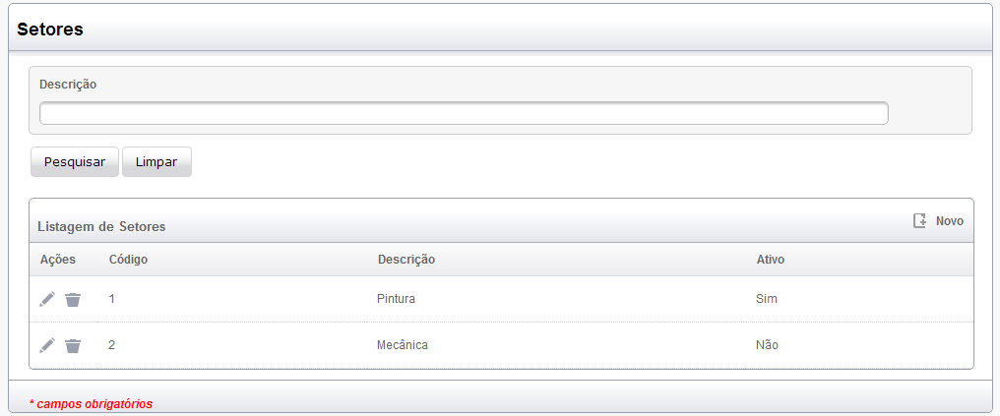 Setores
Descrição
Pesquisar Limpar
Listagem de Setores Novo
Ações Código Descrição Ativo
1 Pintura Sim
2 Mecânica Não
* campos obrigatórios